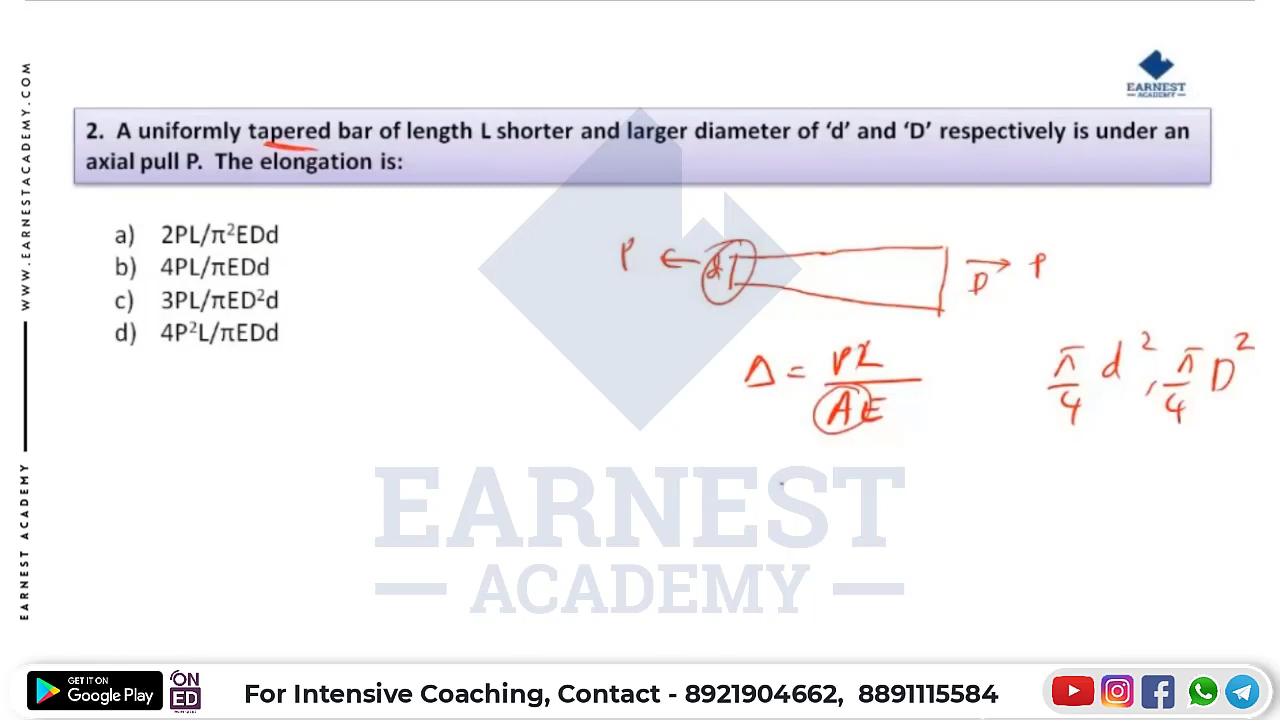 WWW.EARNESTACADEMY.COM
EARNEST ACADEMY
EARNEST
ACADEMY
2. A uniformly tapered bar of length L shorter and larger diameter of ‘d’ and ‘D’ respectively is under an
axial pull P. The elongation is:
a) 2PL/π²EDd
b) 4PL/πEDd
c) 3PL/πED²d
d) 4P²L/πEDd
P ← d D → P
Δ = PL/AE
π/4 d², π/4 D²
EARNEST
ACADEMY
GET IT ON
Google Play
ON
ED
For Intensive Coaching, Contact - 8921904662, 8891115584